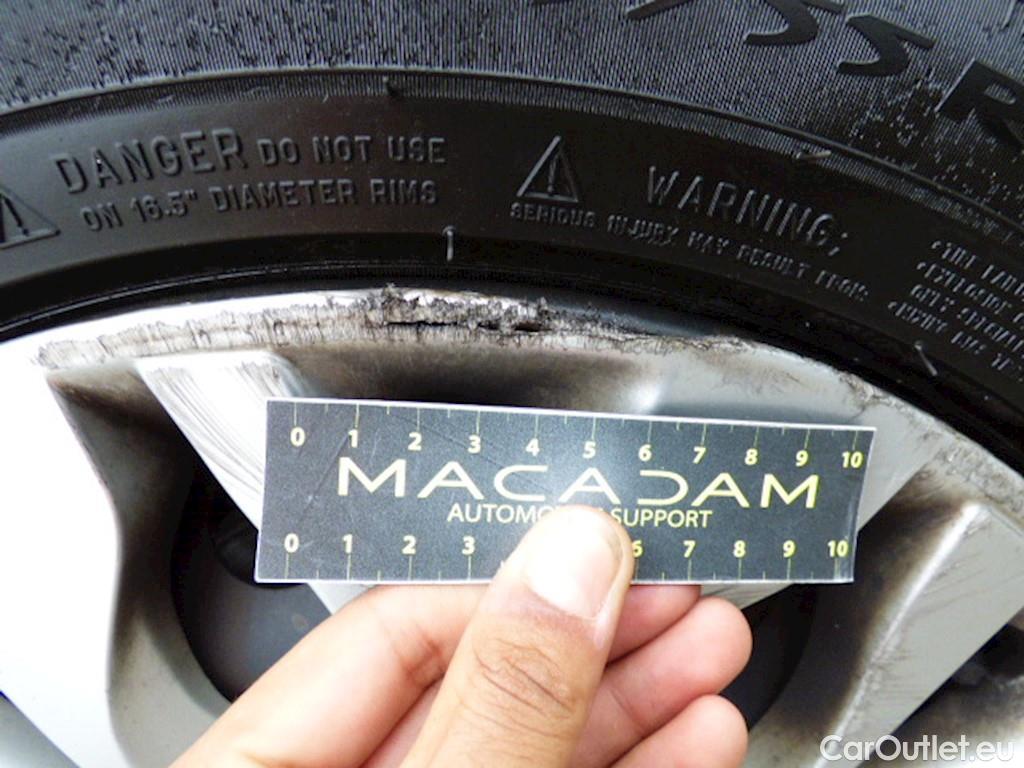 55 R
DANGER DO NOT USE
ON 16.5" DIAMETER RIMS
WARNING:
SERIOUS INJURY MAY RESULT FROM:
0 1 2 3 4 5 6 7 8 9 10
MACADAM
AUTOMO SUPPORT
0 1 2 3 6 7 8 9 10
CarOutlet.eu